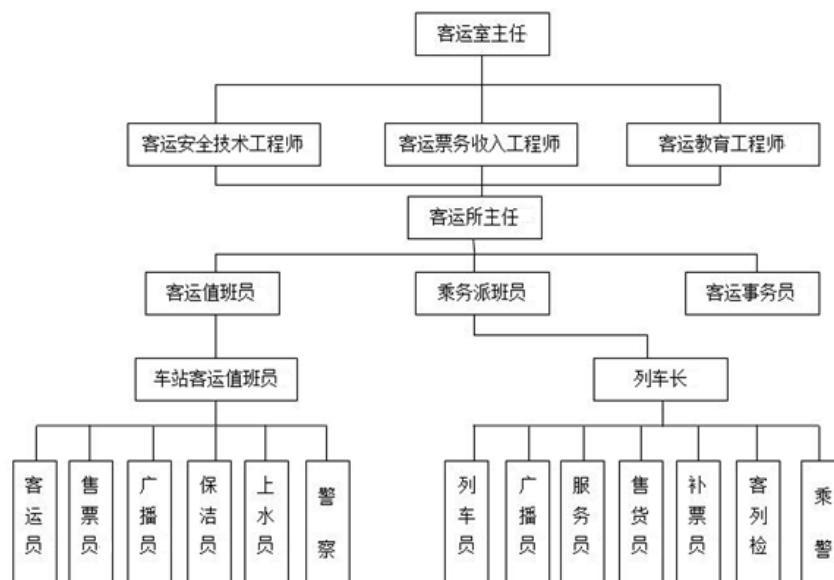 客运室主任
客运安全技术工程师
客运票务收入工程师
客运教育工程师
客运所主任
客运值班员
乘务派班员
客运事务员
车站客运值班员
列车长
客运员
售票员
广播员
保洁员
上水员
警察
列车员
广播员
服务员
售货员
补票员
客列检
乘警